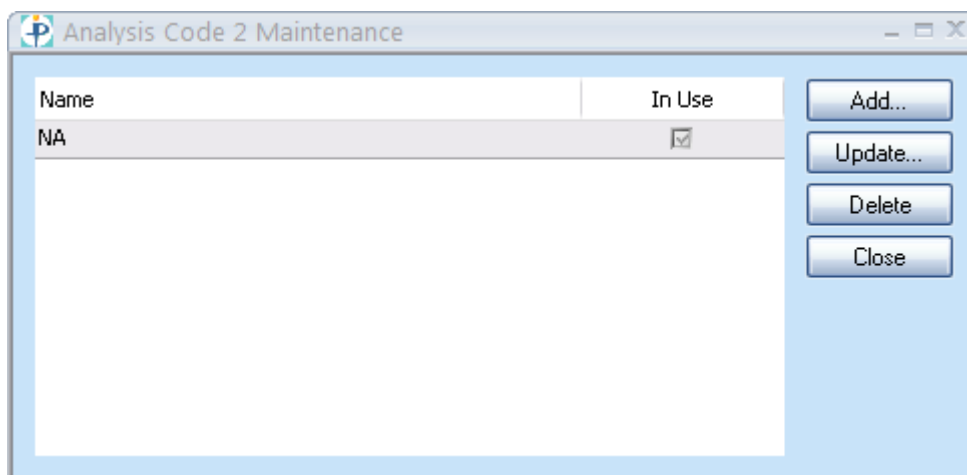 Analysis Code 2 Maintenance
Name In Use
NA
Add...
Update...
Delete
Close